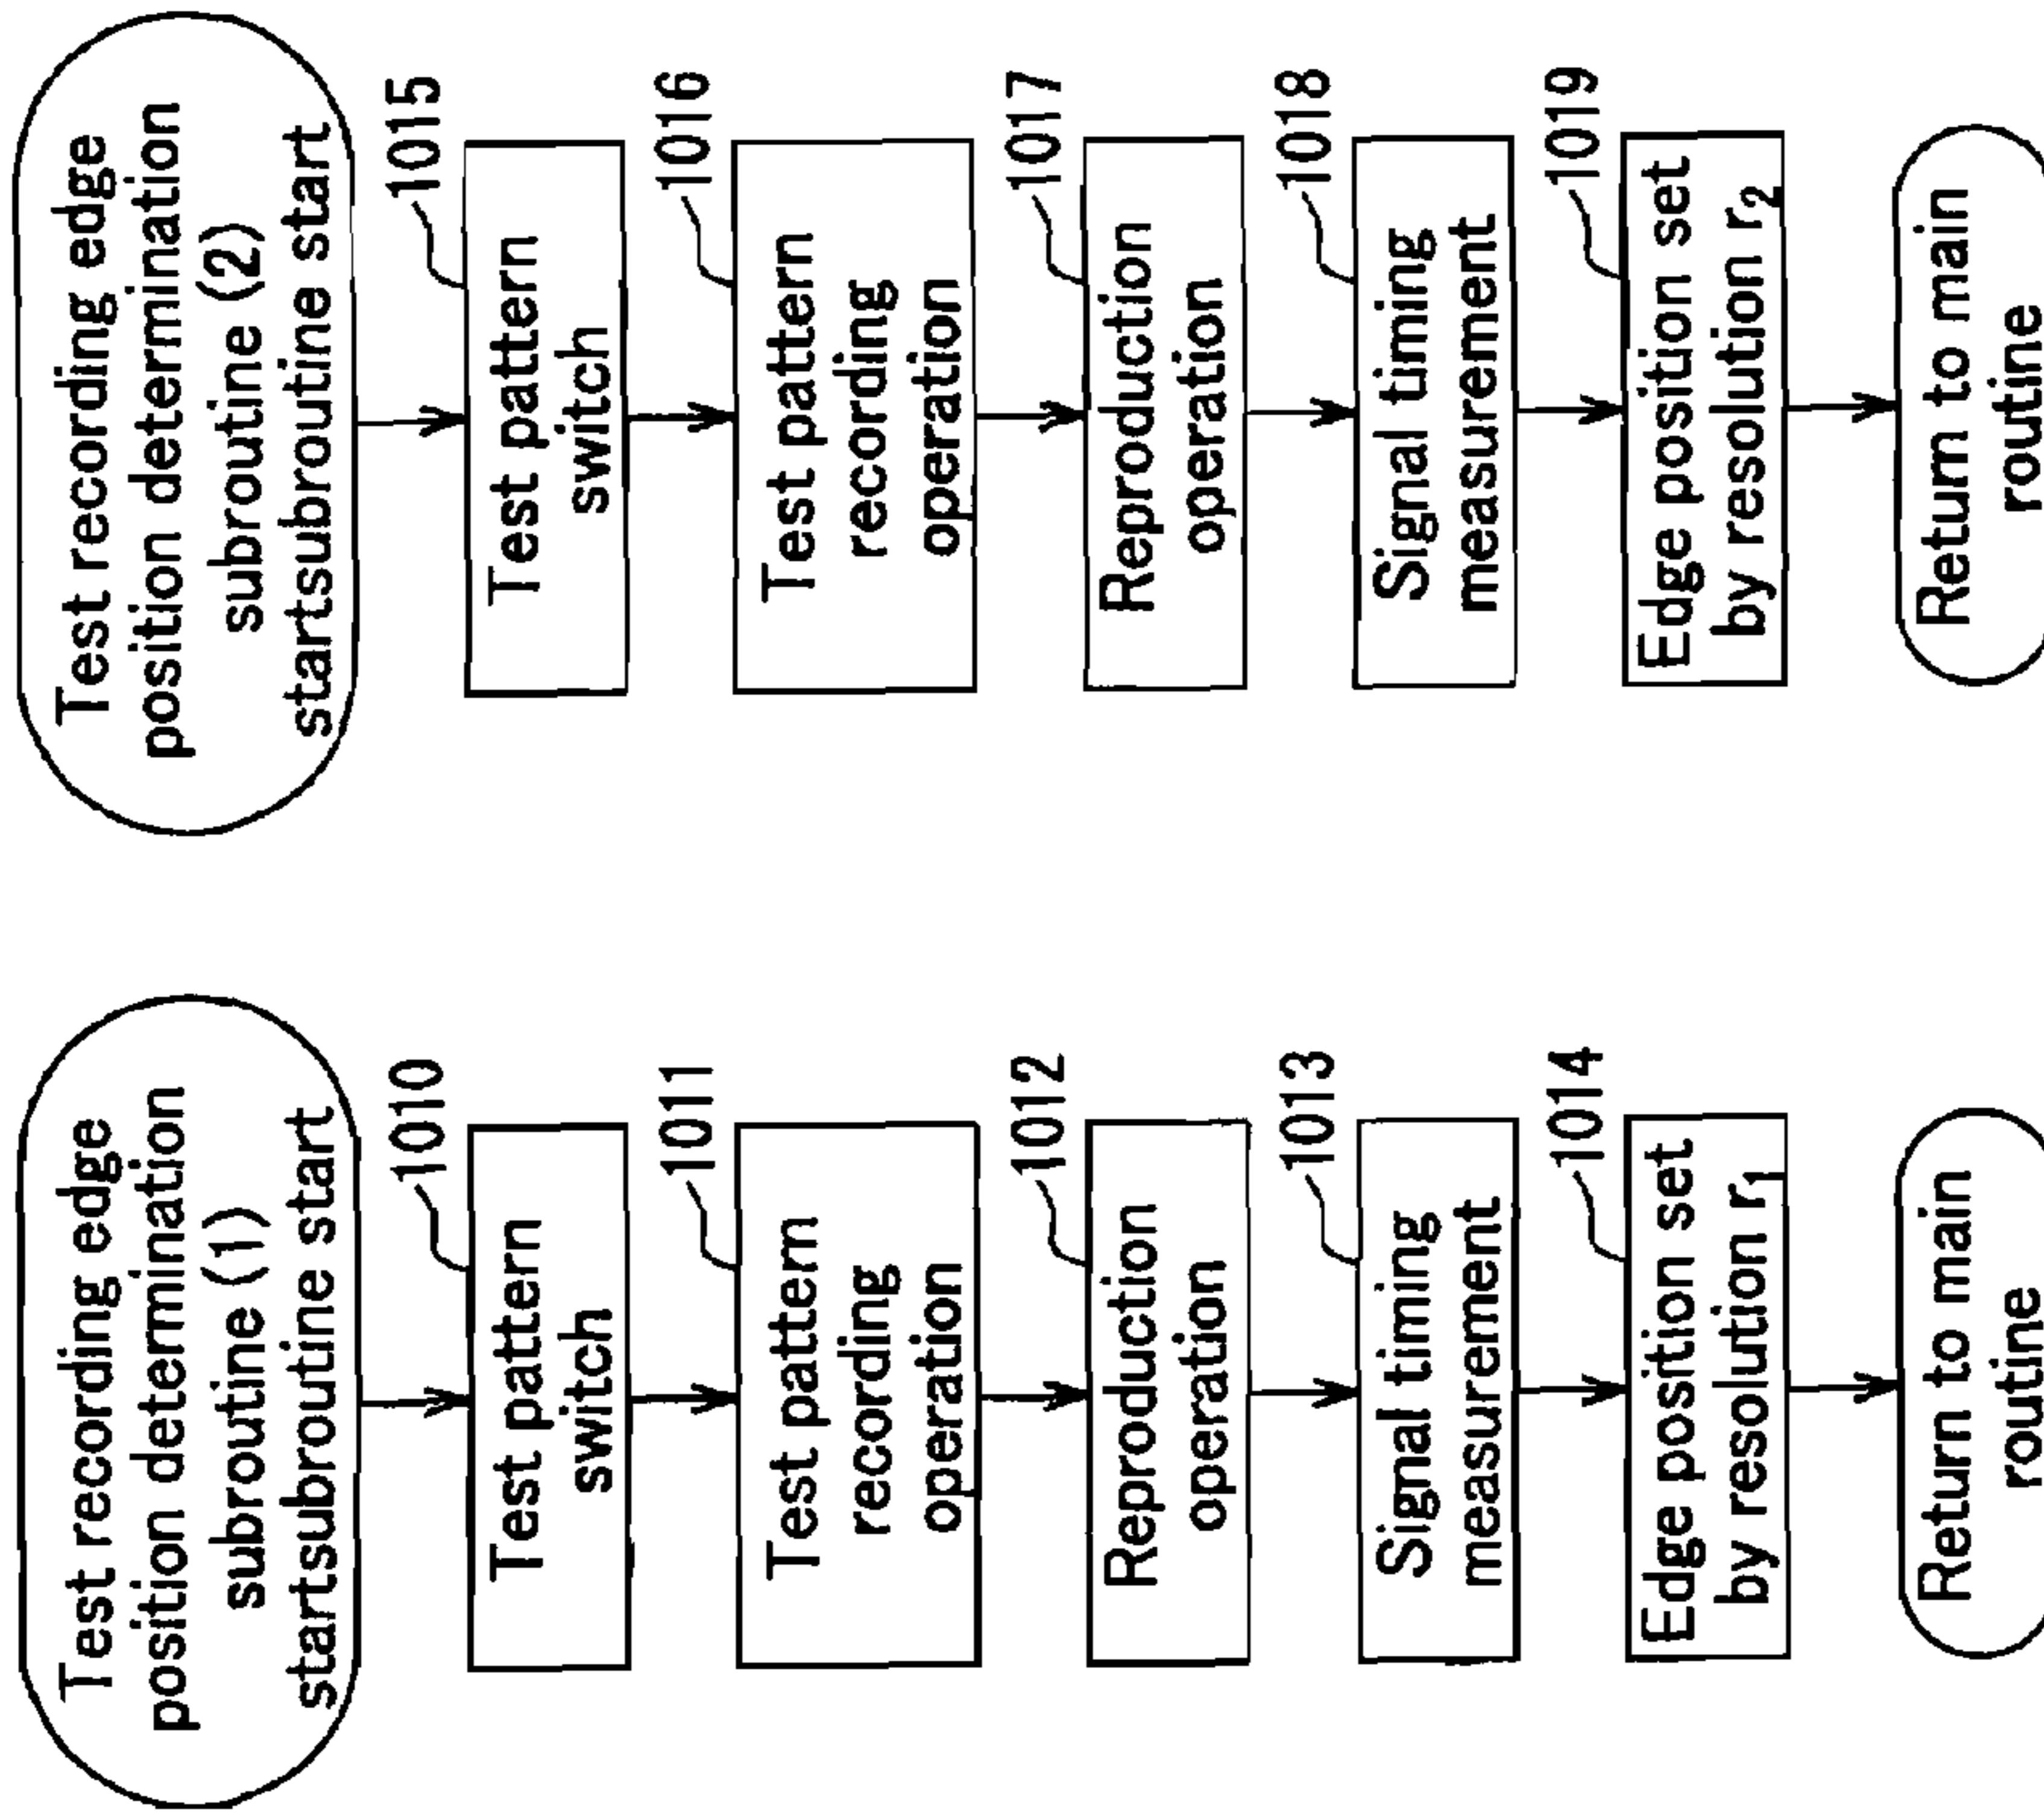 Test recording edge
position determination
subroutine (1)
startsubroutine start
1010
Test pattern
switch
1011
Test pattern
recording
operation
1012
Reproduction
operation
1013
Signal timing
measurement
1014
Edge position set
by resolution r1
Return to main
routine
Test recording edge
position determination
subroutine (2)
startsubroutine start
1015
Test pattern
switch
1016
Test pattern
recording
operation
1017
Reproduction
operation
1018
Signal timing
measurement
1019
Edge position set
by resolution r2
Return to main
routine